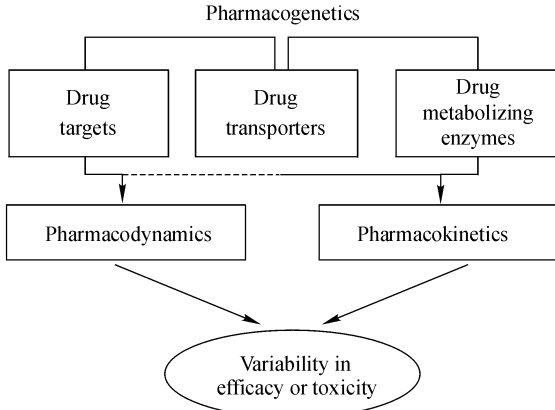 Pharmacogenetics
Drug
targets
Drug
transporters
Drug
metabolizing
enzymes
Pharmacodynamics
Pharmacokinetics
Variability in
efficacy or toxicity